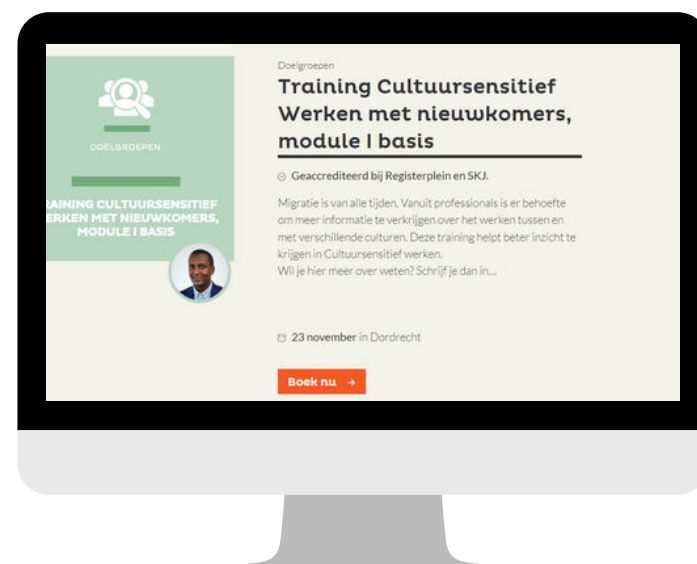 DOELGROEPEN
RAINING CULTUURSENSITIEF
ERKEN MET NIEUWKOMERS,
MODULE I BASIS
Doelgroepen
Training Cultuursensitief
Werken met nieuwkomers,
module I basis
Geaccrediteerd bij Registerplein en SKJ.
Migratie is van alle tijden. Vanuit professionals is er behoefte
om meer informatie te verkrijgen over het werken tussen en
met verschillende culturen. Deze training helpt beter inzicht te
krijgen in Cultuursensitief werken.
Wil je hier meer over weten? Schrijf je dan in...
23 november in Dordrecht
Boek nu →